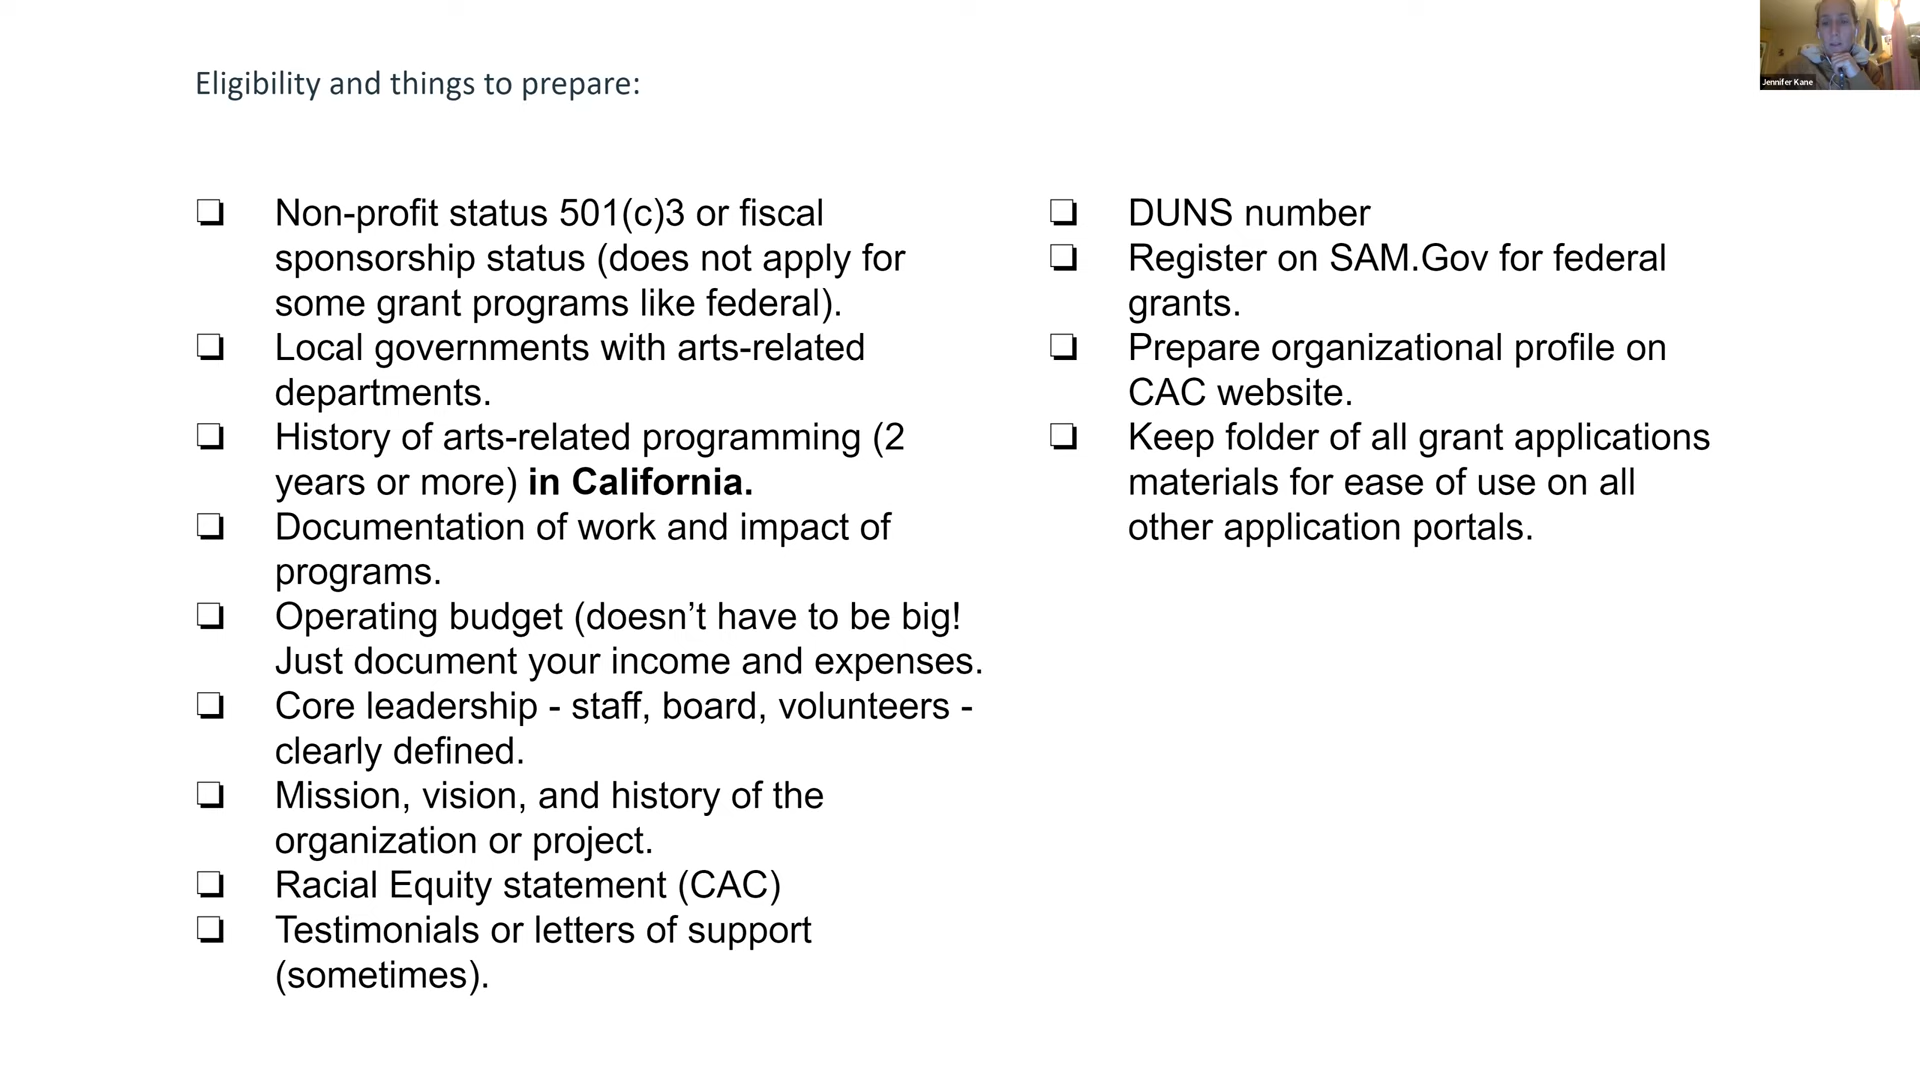 Eligibility and things to prepare:
❏ Non-profit status 501(c)3 or fiscal
sponsorship status (does not apply for
some grant programs like federal).
❏ Local governments with arts-related
departments.
❏ History of arts-related programming (2
years or more) in California.
❏ Documentation of work and impact of
programs.
❏ Operating budget (doesn’t have to be big!
Just document your income and expenses.
❏ Core leadership - staff, board, volunteers -
clearly defined.
❏ Mission, vision, and history of the
organization or project.
❏ Racial Equity statement (CAC)
❏ Testimonials or letters of support
(sometimes).
❏ DUNS number
❏ Register on SAM.Gov for federal
grants.
❏ Prepare organizational profile on
CAC website.
❏ Keep folder of all grant applications
materials for ease of use on all
other application portals.
Jennifer Kane